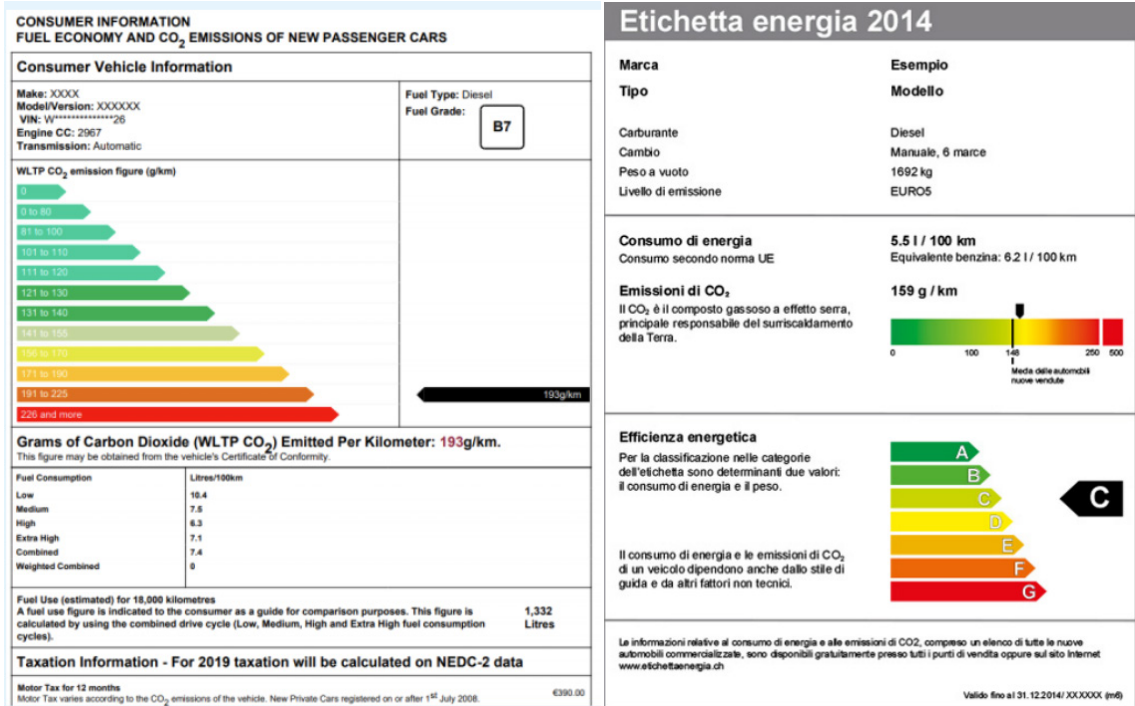 CONSUMER INFORMATION
FUEL ECONOMY AND CO₂ EMISSIONS OF NEW PASSENGER CARS
Consumer Vehicle Information
Make: XXXX
Model/Version: XXXXXX
VIN: W**************26
Engine CC: 2967
Transmission: Automatic
Fuel Type: Diesel
Fuel Grade:
B7
WLTP CO₂ emission figure (g/km)
0
0 to 80
81 to 100
101 to 110
111 to 120
121 to 130
131 to 140
141 to 155
156 to 170
171 to 190
191 to 225
193g/km
226 and more
Grams of Carbon Dioxide (WLTP CO₂) Emitted Per Kilometer: 193g/km.
This figure may be obtained from the vehicle's Certificate of Conformity.
Fuel Consumption Litres/100km
Low 10.4
Medium 7.5
High 6.3
Extra High 7.1
Combined 7.4
Weighted Combined 0
Fuel Use (estimated) for 18,000 kilometres
A fuel use figure is indicated to the consumer as a guide for comparison purposes. This figure is
calculated by using the combined drive cycle (Low, Medium, High and Extra High fuel consumption
cycles).
1,332
Litres
Taxation Information - For 2019 taxation will be calculated on NEDC-2 data
Motor Tax for 12 months
Motor Tax varies according to the CO₂ emissions of the vehicle. New Private Cars registered on or after 1st July 2008.
€390.00
Etichetta energia 2014
Marca Esempio
Tipo Modello
Carburante Diesel
Cambio Manuale, 6 marce
Peso a vuoto 1692 kg
Livello di emissione EURO5
Consumo di energia 5.5 l / 100 km
Consumo secondo norma UE Equivalente benzina: 6.2 l / 100 km
Emissioni di CO₂ 159 g / km
Il CO₂ è il composto gassoso a effetto serra,
principale responsabile del surriscaldamento
della Terra.
0 100 148 250 500
Media delle automobili
nuove vendute
Efficienza energetica
Per la classificazione nelle categorie
dell'etichetta sono determinanti due valori:
il consumo di energia e il peso.
Il consumo di energia e le emissioni di CO₂
di un veicolo dipendono anche dallo stile di
guida e da altri fattori non tecnici.
A
B
C
D
E
F
G
C
Le informazioni relative al consumo di energia e alle emissioni di CO2, compreso un elenco di tutte le nuove
automobili commercializzate, sono disponibili gratuitamente presso tutti i punti di vendita oppure sul sito Internet
www.etichettaenergia.ch
Valido fino al 31.12.2014/ XXXXXX (m6)